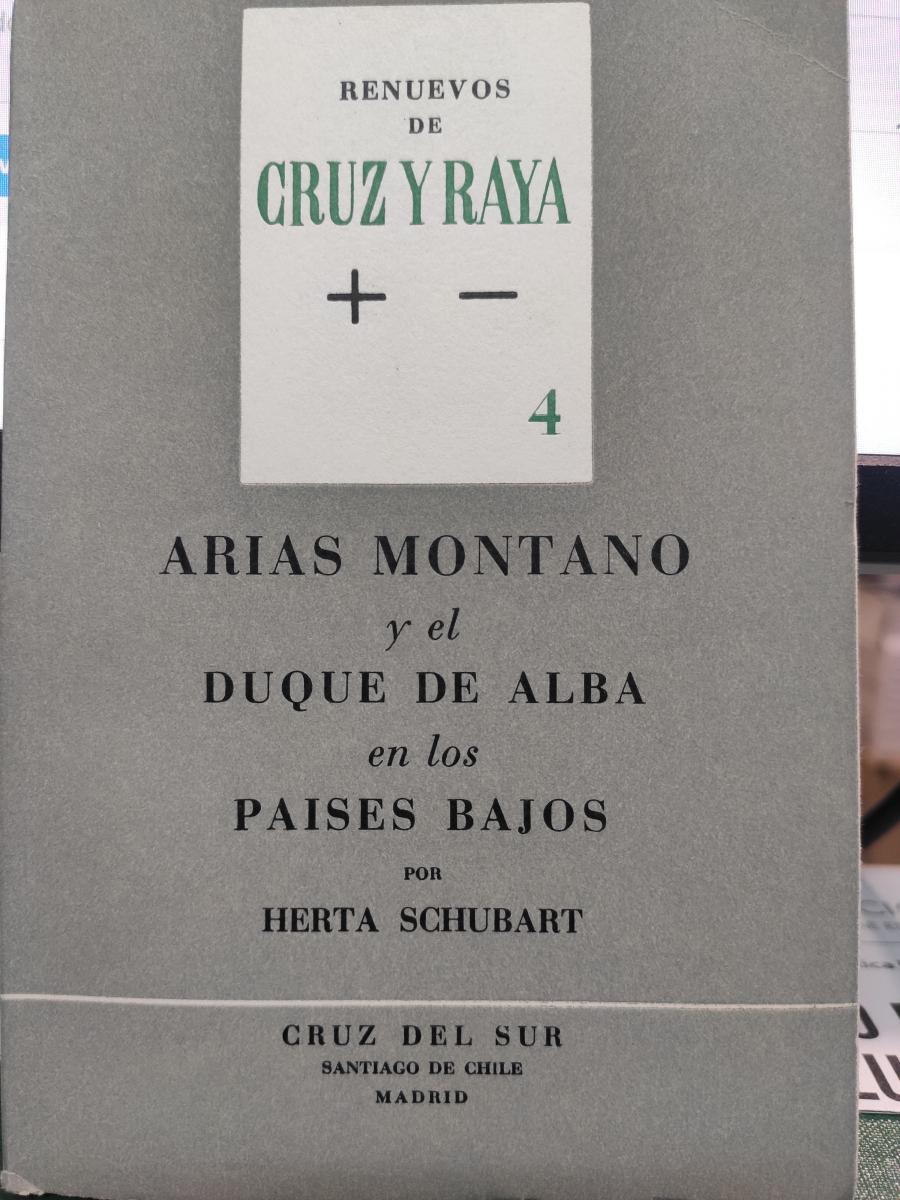 RENUEVOS
DE
CRUZ Y RAYA
+ −
4
ARIAS MONTANO
y el
DUQUE DE ALBA
en los
PAISES BAJOS
POR
HERTA SCHUBART
CRUZ DEL SUR
SANTIAGO DE CHILE
MADRID